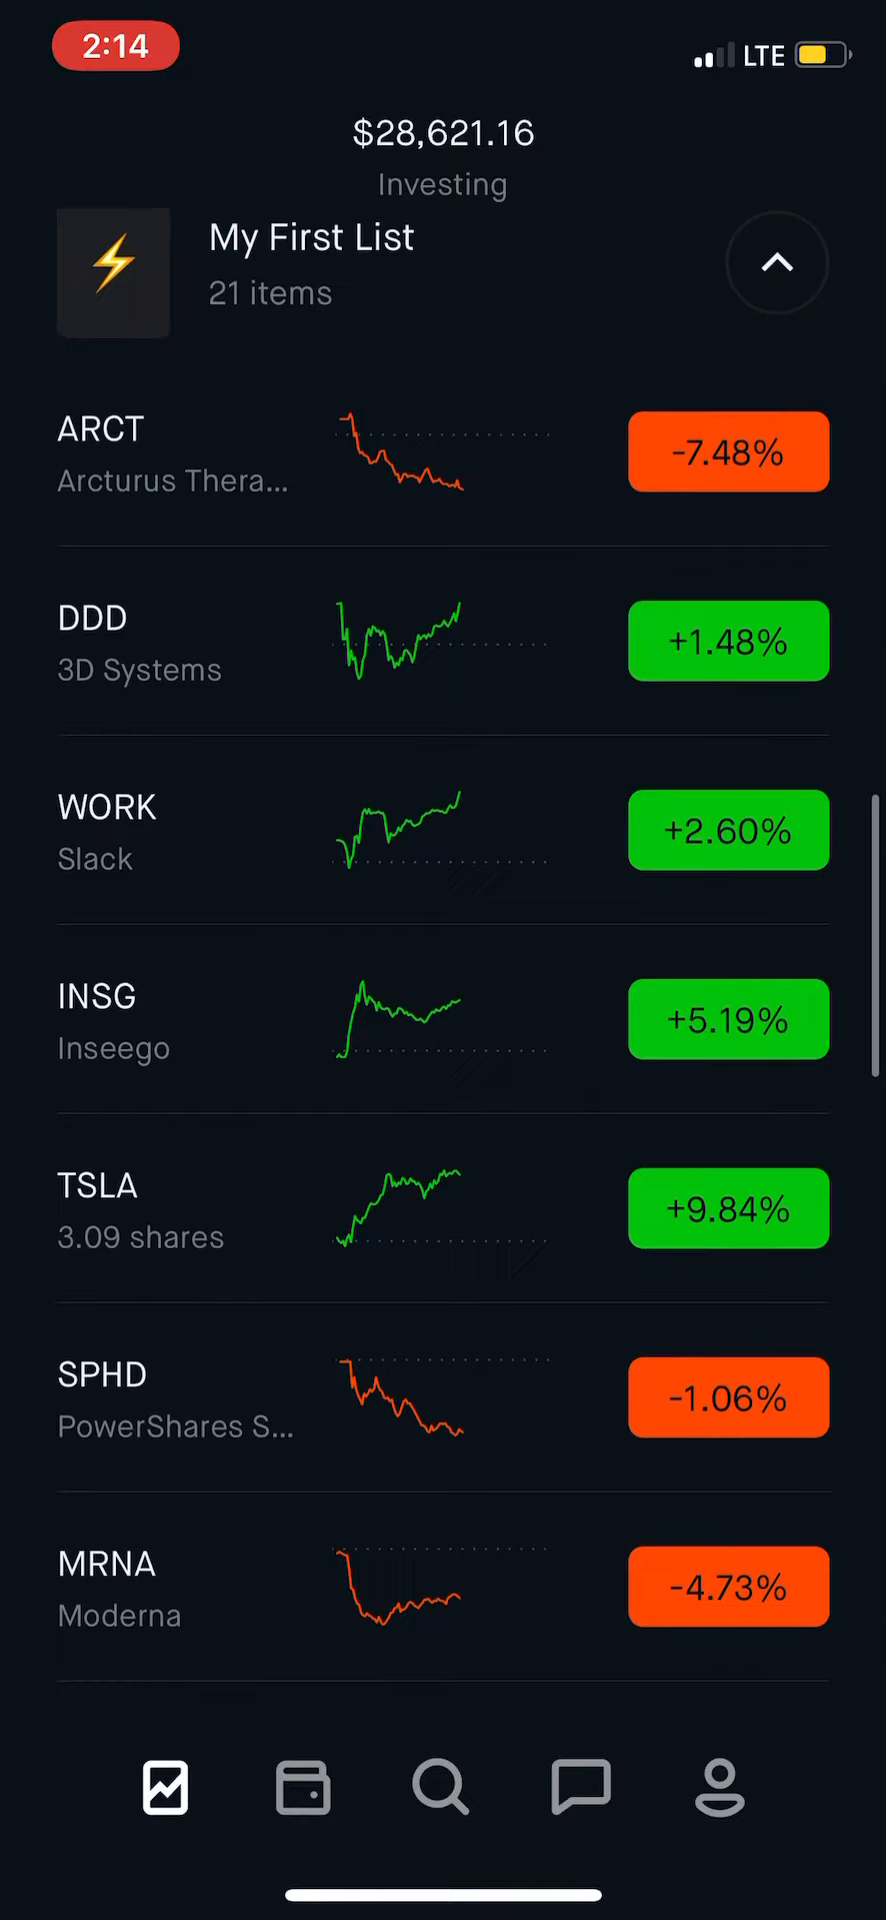 2:14
LTE
$28,621.16
Investing
My First List
21 items
ARCT
Arcturus Thera...
-7.48%
DDD
3D Systems
+1.48%
WORK
Slack
+2.60%
INSG
Inseego
+5.19%
TSLA
3.09 shares
+9.84%
SPHD
PowerShares S...
-1.06%
MRNA
Moderna
-4.73%